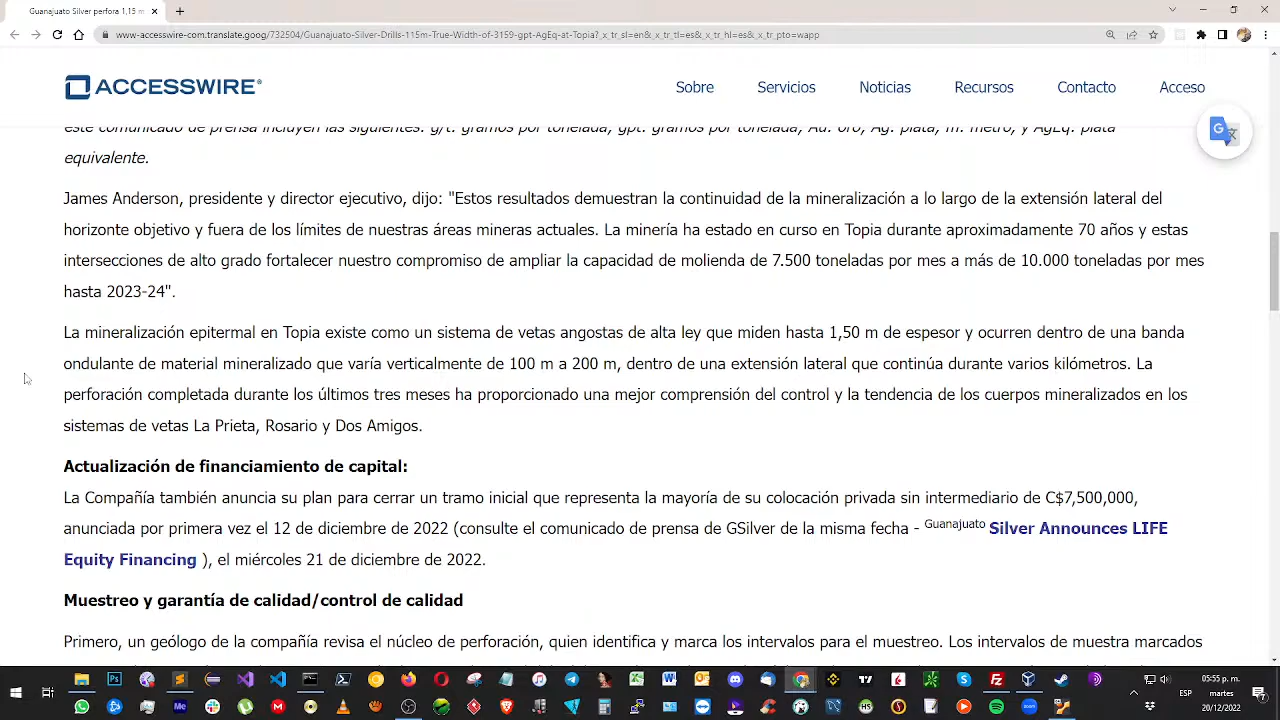 Guanajuato Silver perfora 1,15 m
www-accesswire-com.translate.goog/732504/Guanajuato-Silver-Drills-115m-True-Width-of-3159-gpt-AgEq-at-Topia?_x_tr_sl=en&_x_tr_tl=es&_x_tr_hl=es&_x_tr_pto=wapp
ACCESSWIRE®
Sobre Servicios Noticias Recursos Contacto Acceso
este comunicado de prensa incluyen las siguientes: g/t: gramos por tonelada; gpt: gramos por tonelada; Au: oro; Ag: plata; m: metro; y AgEq: plata
equivalente.
James Anderson, presidente y director ejecutivo, dijo: "Estos resultados demuestran la continuidad de la mineralización a lo largo de la extensión lateral del
horizonte objetivo y fuera de los límites de nuestras áreas mineras actuales. La minería ha estado en curso en Topia durante aproximadamente 70 años y estas
intersecciones de alto grado fortalecer nuestro compromiso de ampliar la capacidad de molienda de 7.500 toneladas por mes a más de 10.000 toneladas por mes
hasta 2023-24".
La mineralización epitermal en Topia existe como un sistema de vetas angostas de alta ley que miden hasta 1,50 m de espesor y ocurren dentro de una banda
ondulante de material mineralizado que varía verticalmente de 100 m a 200 m, dentro de una extensión lateral que continúa durante varios kilómetros. La
perforación completada durante los últimos tres meses ha proporcionado una mejor comprensión del control y la tendencia de los cuerpos mineralizados en los
sistemas de vetas La Prieta, Rosario y Dos Amigos.
Actualización de financiamiento de capital:
La Compañía también anuncia su plan para cerrar un tramo inicial que representa la mayoría de su colocación privada sin intermediario de C$7,500,000,
anunciada por primera vez el 12 de diciembre de 2022 (consulte el comunicado de prensa de GSilver de la misma fecha - Guanajuato Silver Announces LIFE
Equity Financing ), el miércoles 21 de diciembre de 2022.
Muestreo y garantía de calidad/control de calidad
Primero, un geólogo de la compañía revisa el núcleo de perforación, quien identifica y marca los intervalos para el muestreo. Los intervalos de muestra marcados
05:55 p. m.
ESP martes
20/12/2022